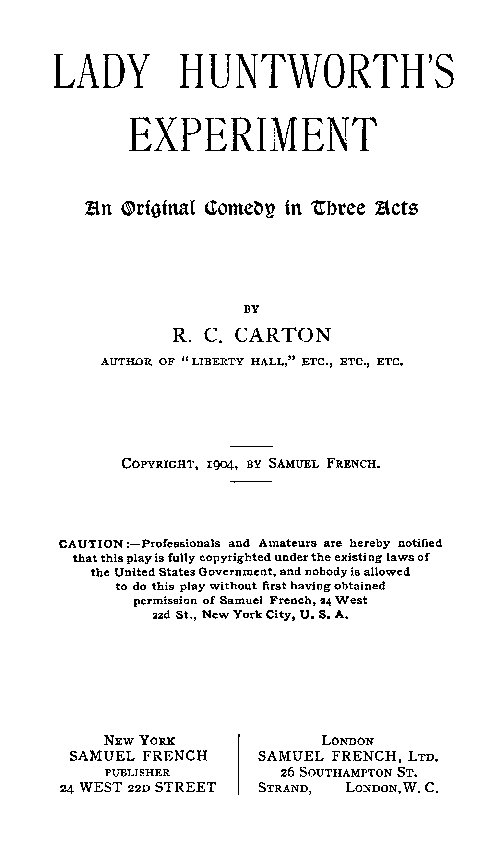 LADY HUNTWORTH'S
EXPERIMENT
An Original Comedy in Three Acts
BY
R. C. CARTON
AUTHOR OF "LIBERTY HALL," ETC., ETC., ETC.
COPYRIGHT, 1904, BY SAMUEL FRENCH.
CAUTION:—Professionals and Amateurs are hereby notified
that this play is fully copyrighted under the existing laws of
the United States Government, and nobody is allowed
to do this play without first having obtained
permission of Samuel French, 24 West
22d St., New York City, U. S. A.
NEW YORK
SAMUEL FRENCH
PUBLISHER
24 WEST 22D STREET
LONDON
SAMUEL FRENCH, LTD.
26 SOUTHAMPTON ST.
STRAND, LONDON, W. C.